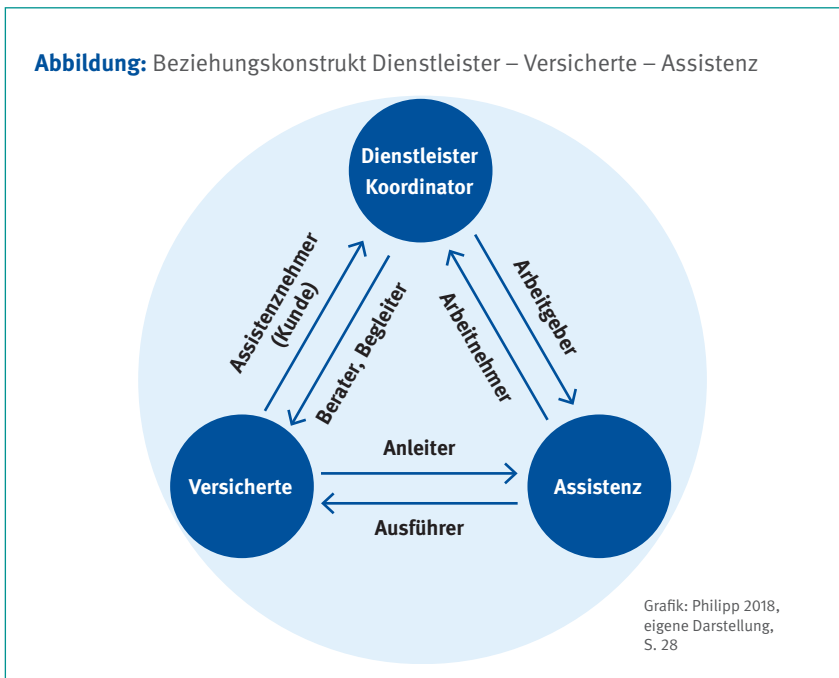 Abbildung: Beziehungskonstrukt Dienstleister – Versicherte – Assistenz
Dienstleister
Koordinator
Assistenznehmer
(Kunde)
Berater, Begleiter
Arbeitgeber
Arbeitnehmer
Versicherte
Anleiter
Ausführer
Assistenz
Grafik: Philipp 2018,
eigene Darstellung,
S. 28